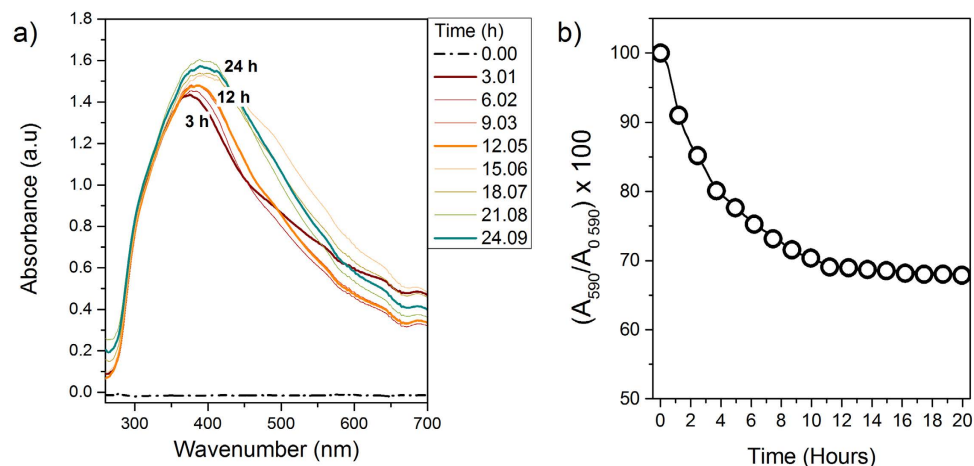 a)
Absorbance (a.u)
1.8
1.6
1.4
1.2
1.0
0.8
0.6
0.4
0.2
0.0
24 h
12 h
3 h
300 400 500 600 700
Wavenumber (nm)
Time (h)
0.00
3.01
6.02
9.03
12.05
15.06
18.07
21.08
24.09
b)
(A590/A0 590) x 100
100
90
80
70
60
50
0 2 4 6 8 10 12 14 16 18 20
Time (Hours)